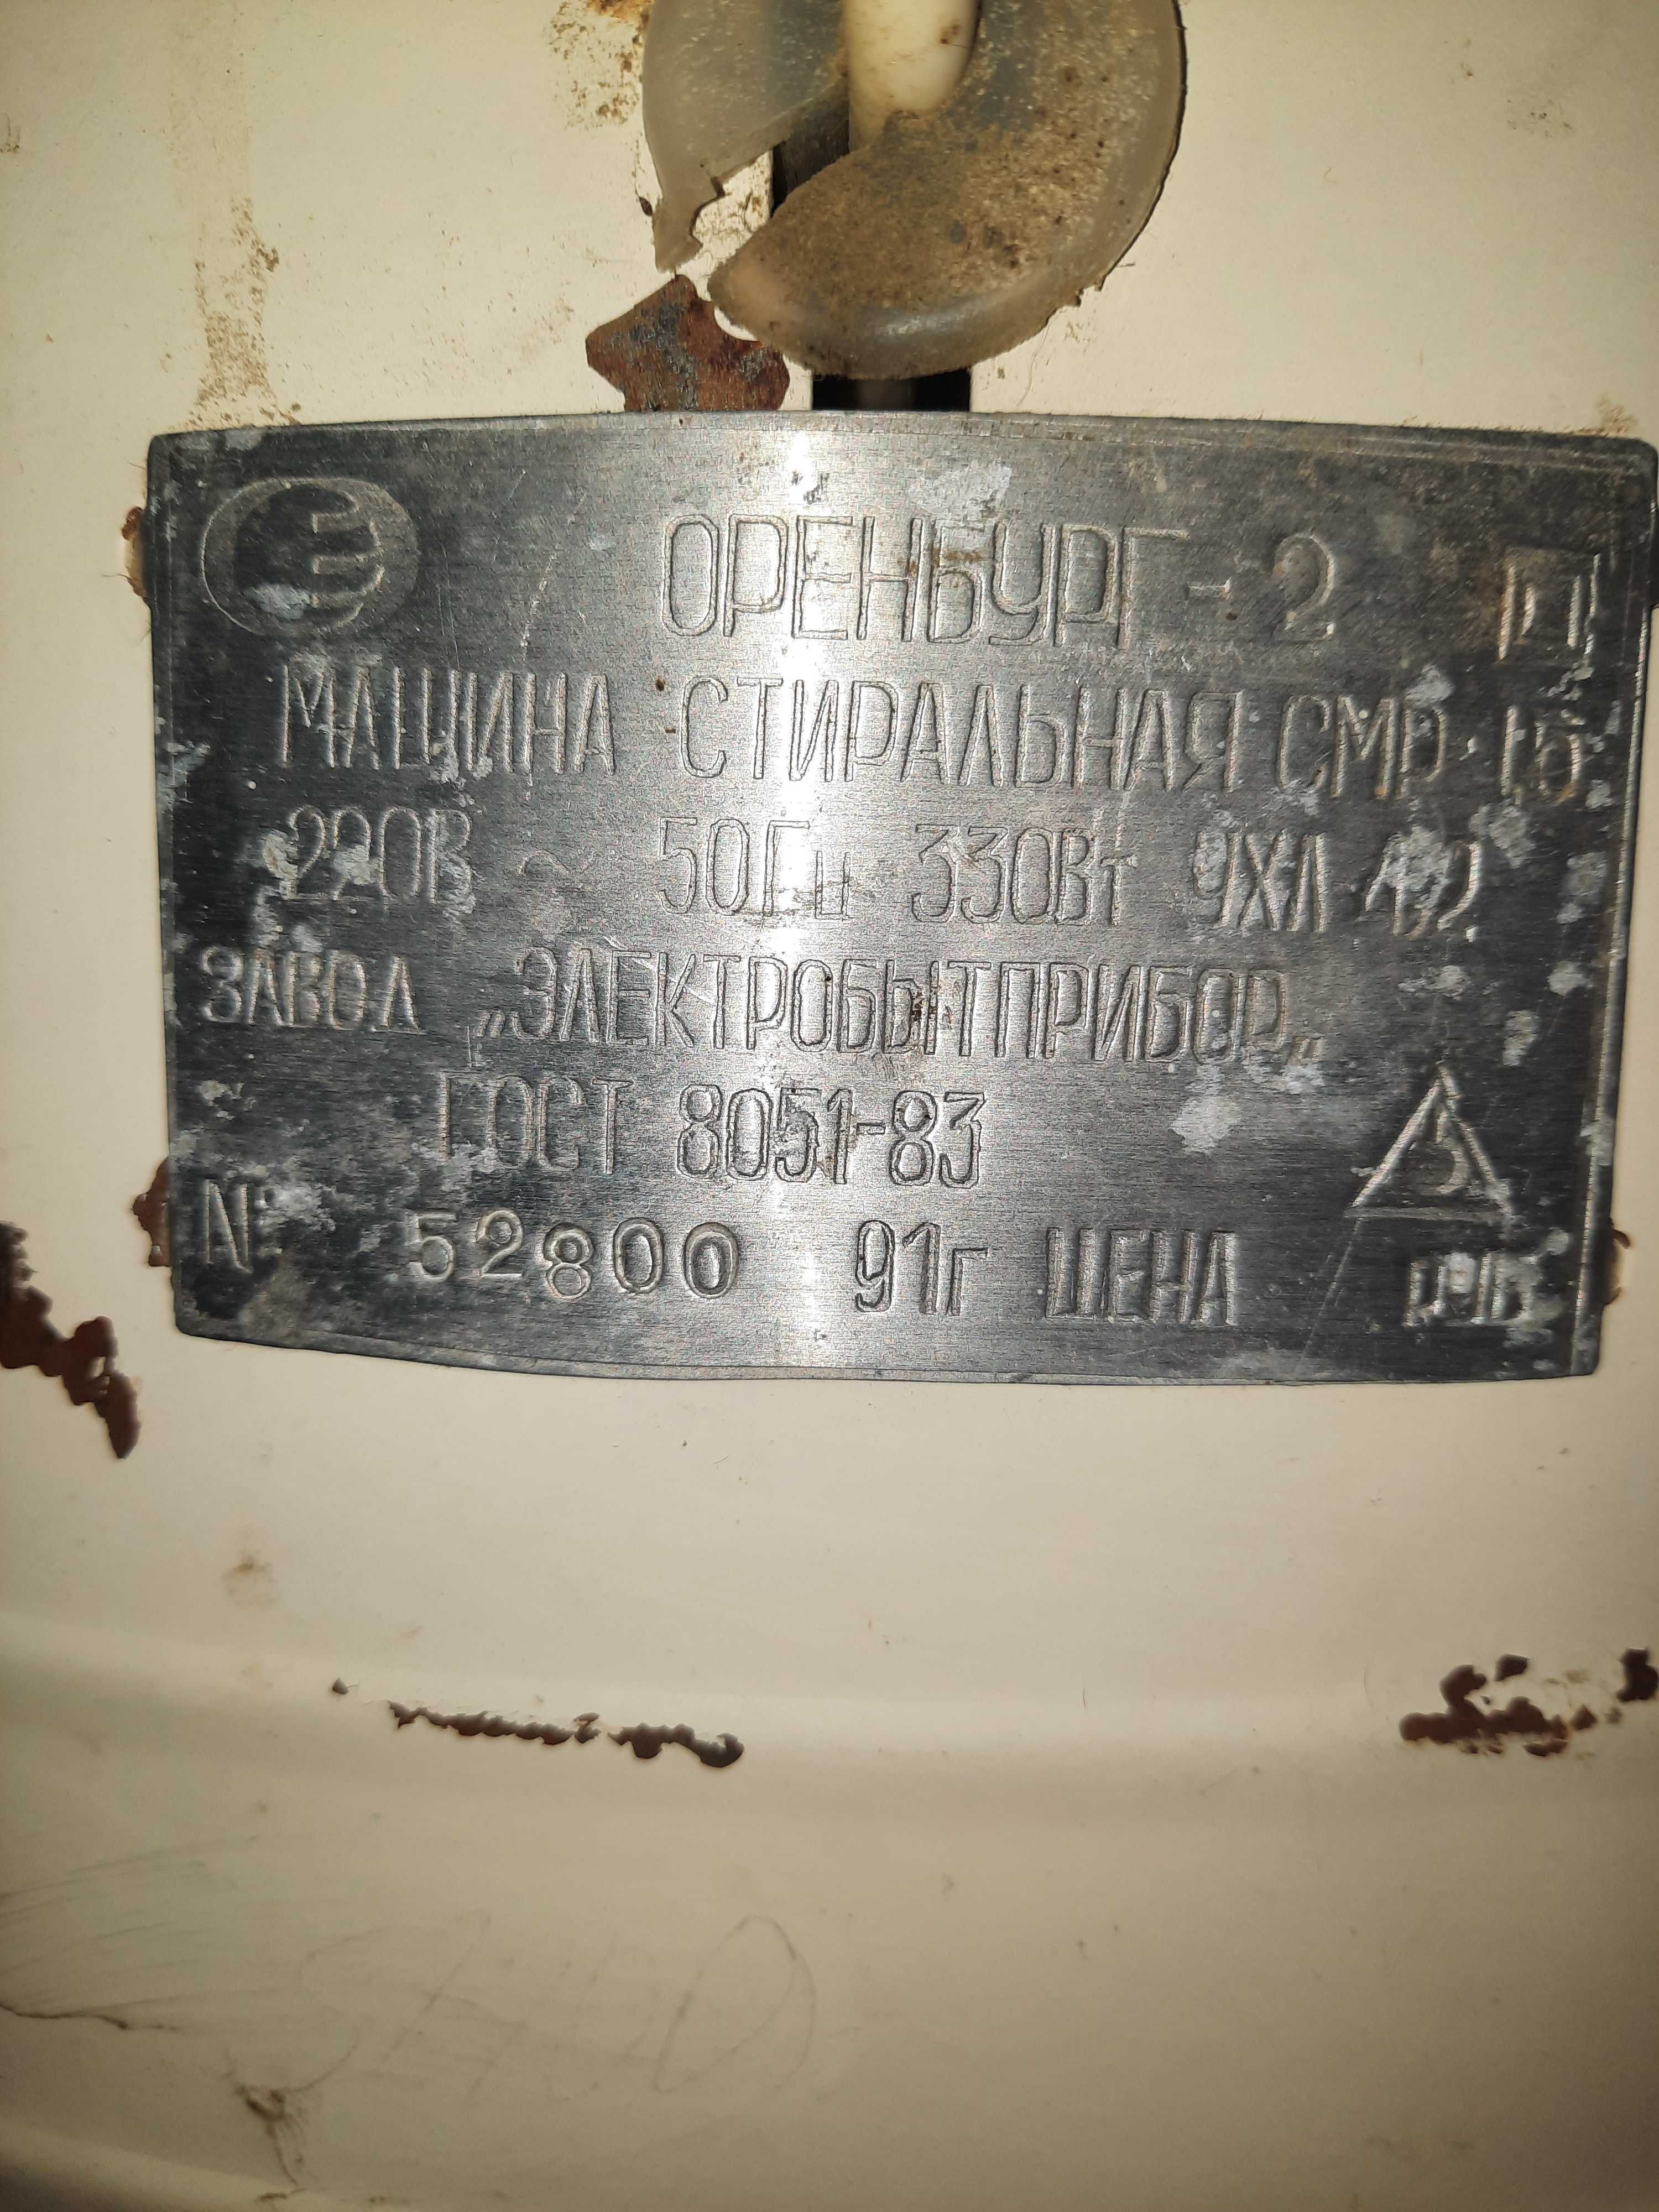 ОРЕНБУРГ-2
МАШИНА СТИРАЛЬНАЯ СМР-1,5
220В ~ 50Гц 330Вт УХЛ 4.2
ЗАВОД „ЭЛЕКТРОБЫТПРИБОР„
ГОСТ 8051-83
№ 52800 91г ЦЕНА РУБ